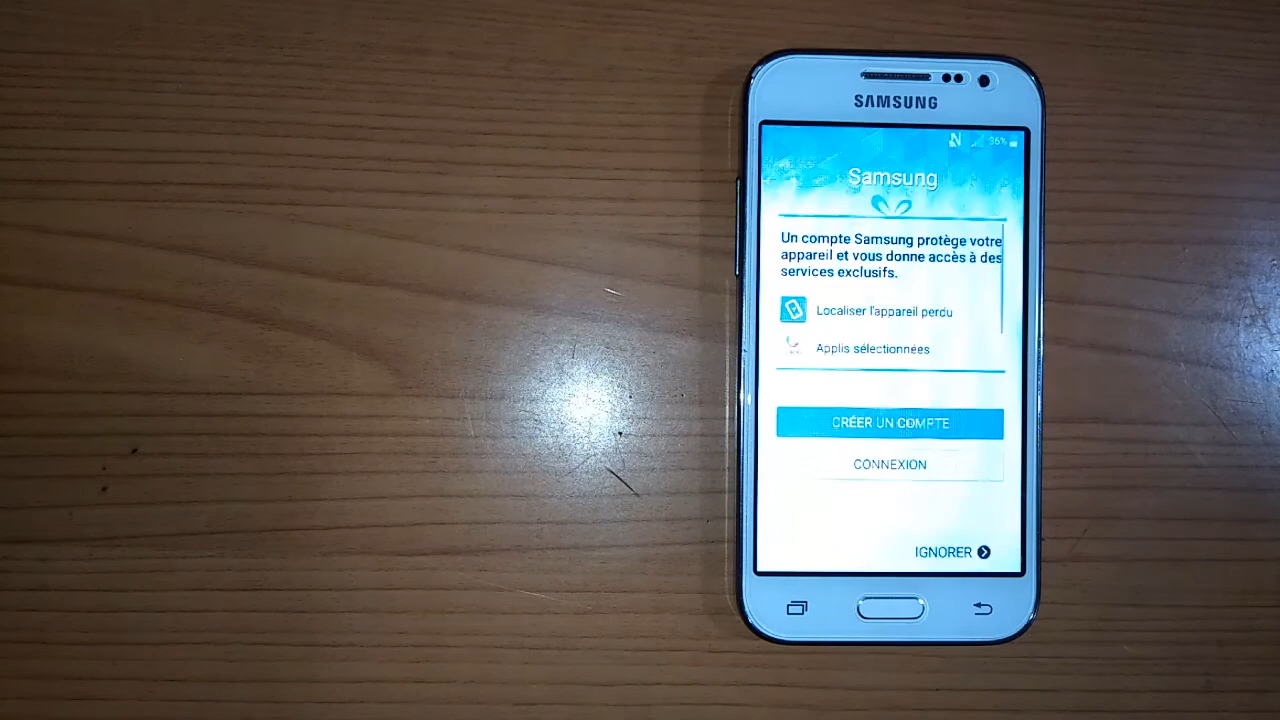 SAMSUNG
36%
Samsung
Un compte Samsung protège votre
appareil et vous donne accès à des
services exclusifs.
Localiser l'appareil perdu
Applis sélectionnées
CRÉER UN COMPTE
CONNEXION
IGNORER